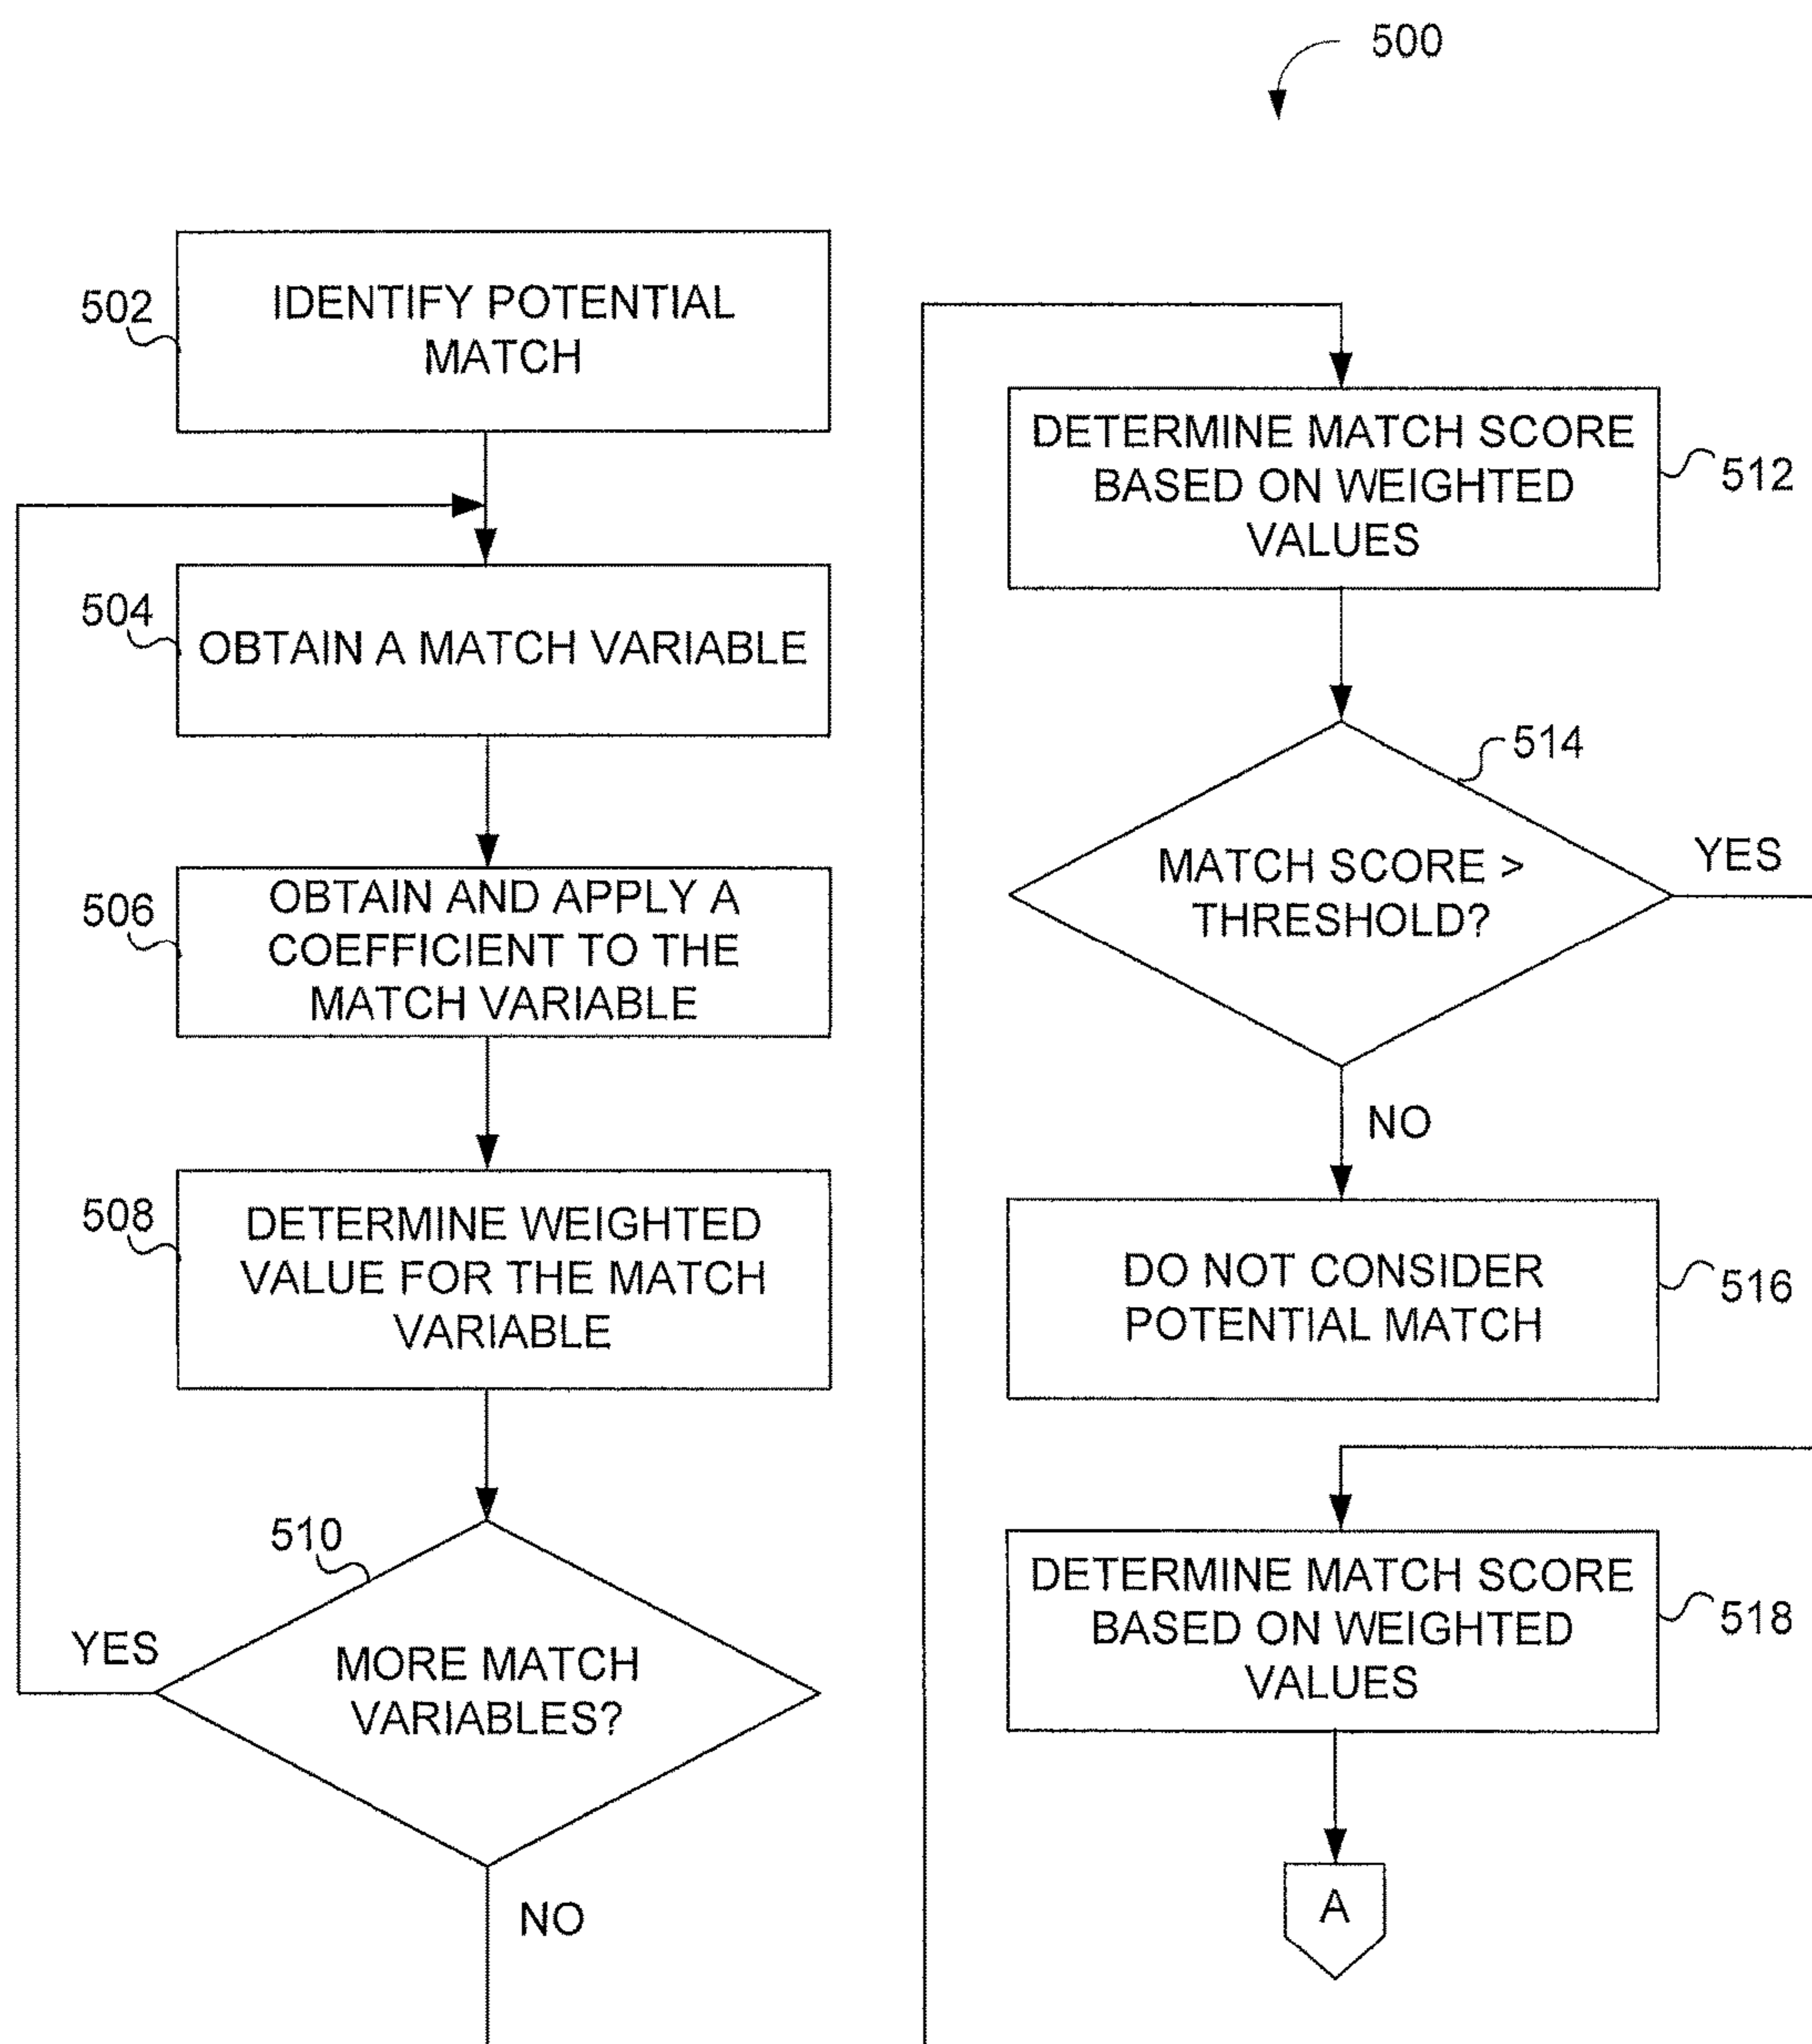 500
502
IDENTIFY POTENTIAL
MATCH
504
OBTAIN A MATCH VARIABLE
506
OBTAIN AND APPLY A
COEFFICIENT TO THE
MATCH VARIABLE
508
DETERMINE WEIGHTED
VALUE FOR THE MATCH
VARIABLE
510
YES
MORE MATCH
VARIABLES?
NO
DETERMINE MATCH SCORE
BASED ON WEIGHTED
VALUES
512
514
MATCH SCORE >
THRESHOLD?
YES
NO
DO NOT CONSIDER
POTENTIAL MATCH
516
DETERMINE MATCH SCORE
BASED ON WEIGHTED
VALUES
518
A